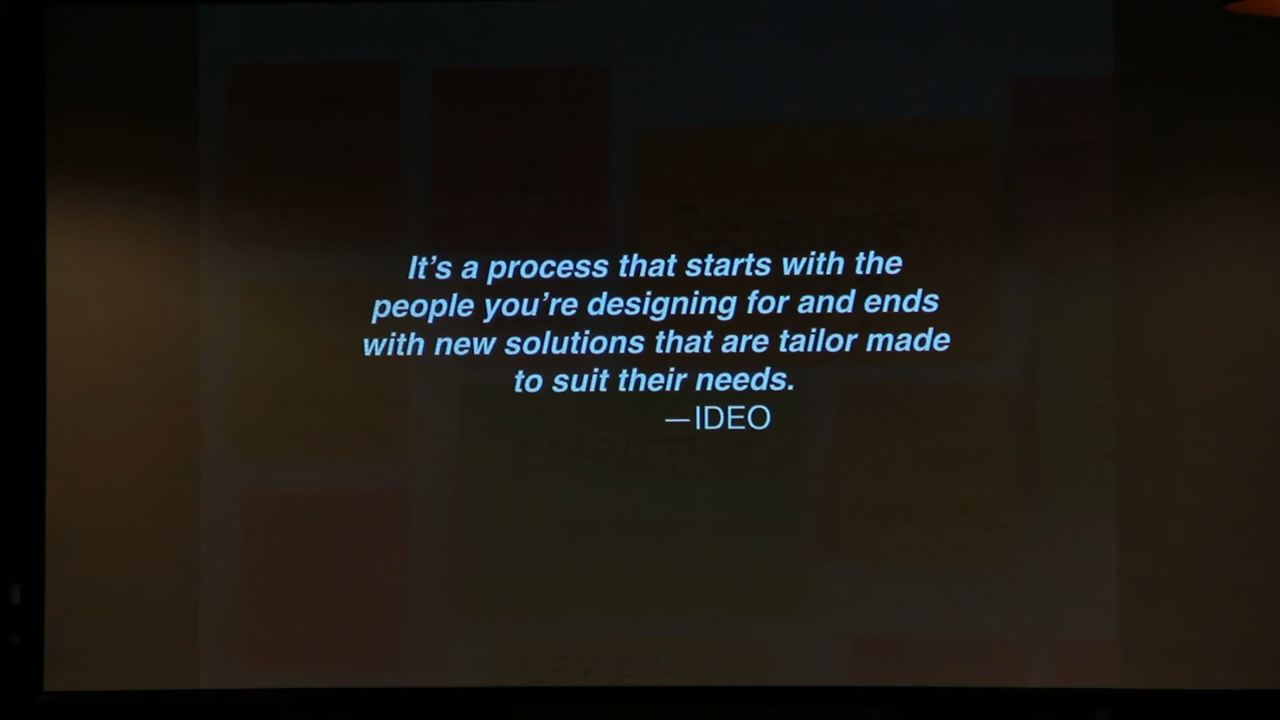 It’s a process that starts with the
people you’re designing for and ends
with new solutions that are tailor made
to suit their needs.
—IDEO